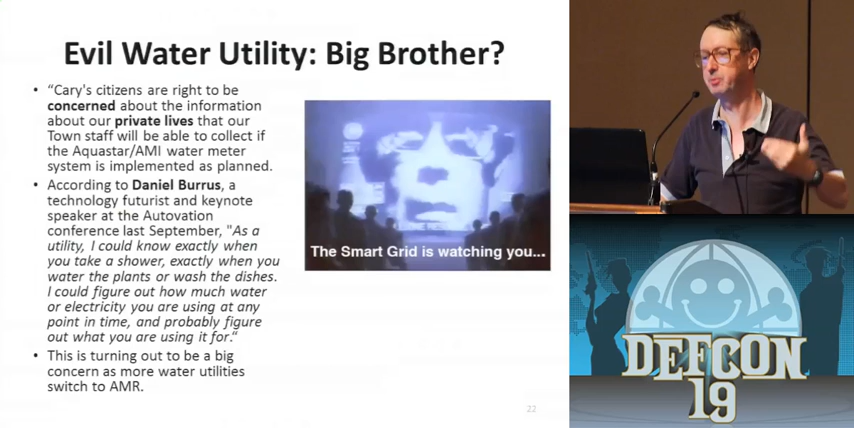 Evil Water Utility: Big Brother?
• “Cary's citizens are right to be
concerned about the information
about our private lives that our
Town staff will be able to collect if
the Aquastar/AMI water meter
system is implemented as planned.
• According to Daniel Burrus, a
technology futurist and keynote
speaker at the Autovation
conference last September, "As a
utility, I could know exactly when
you take a shower, exactly when you
water the plants or wash the dishes.
I could figure out how much water
or electricity you are using at any
point in time, and probably figure
out what you are using it for.“
• This is turning out to be a big
concern as more water utilities
switch to AMR.
The Smart Grid is watching you...
22
DEFCON
19